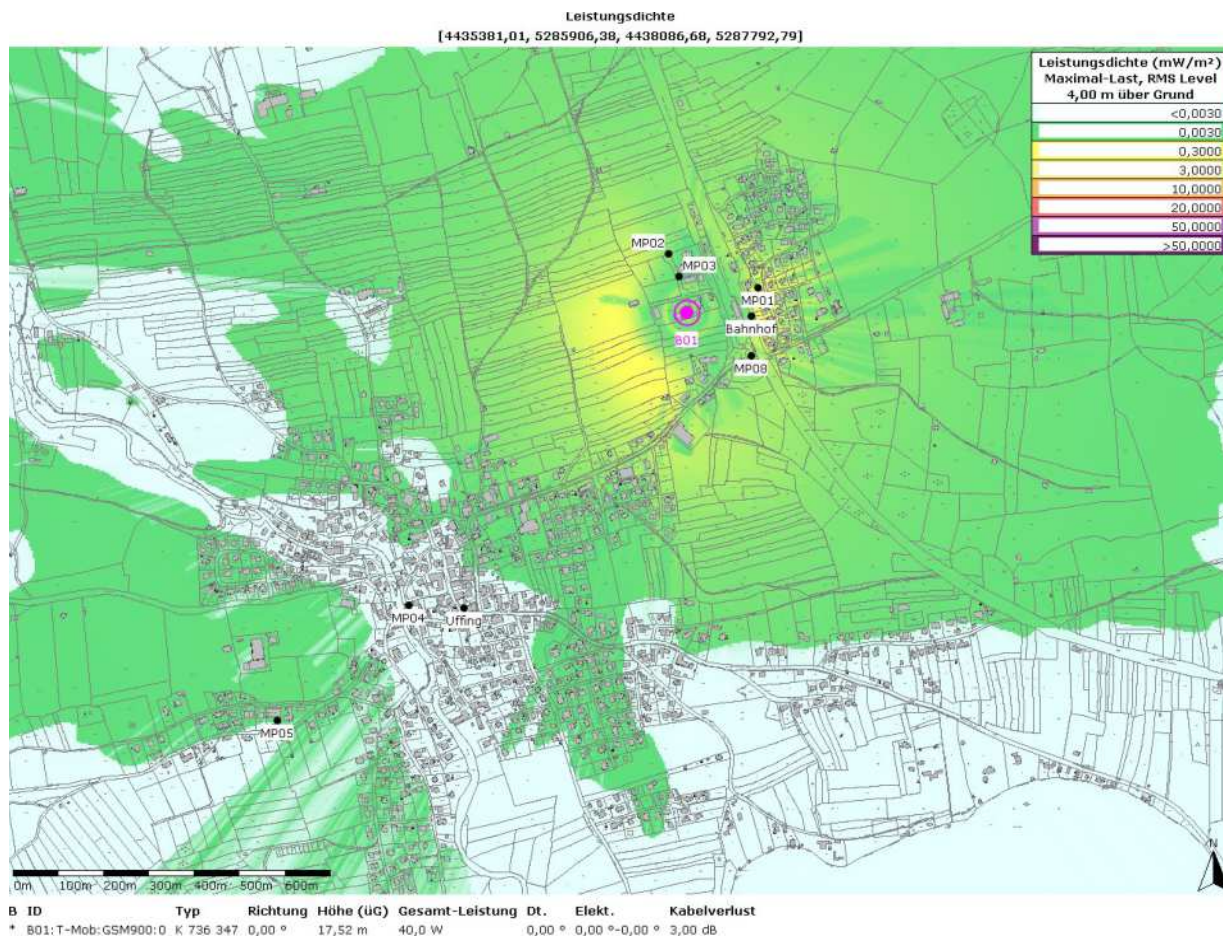 Leistungsdichte
[4435381,01, 5285906,38, 4438086,68, 5287792,79]
Leistungsdichte (mW/m²)
Maximal-Last, RMS Level
4,00 m über Grund
<0,0030
0,0030
0,3000
3,0000
10,0000
20,0000
50,0000
>50,0000
MP02
MP03
MP01
B01
Bahnhof
MP08
MP04
Uffing
MP05
N
0m 100m 200m 300m 400m 500m 600m
B ID Typ Richtung Höhe (üG) Gesamt-Leistung Dt. Elekt. Kabelverlust
* B01:T-Mob:GSM900:0 K 736 347 0,00 ° 17,52 m 40,0 W 0,00 ° 0,00 °-0,00 ° 3,00 dB